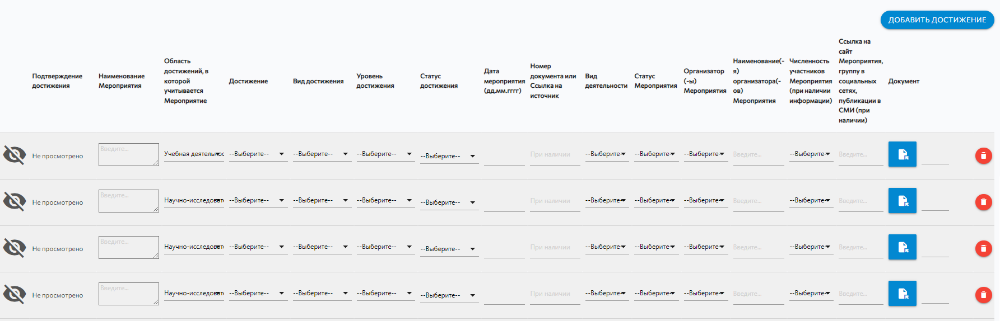 ДОБАВИТЬ ДОСТИЖЕНИЕ
Подтверждение
достижения
Наименование
Мероприятия
Область
достижений, в
которой
учитывается
Мероприятие
Достижение
Вид достижения
Уровень
достижения
Статус
достижения
Дата
мероприятия
(дд.мм.гггг)
Номер
документа или
Ссылка на
источник
Вид
деятельности
Статус
Мероприятия
Организатор
(-ы)
Мероприятия
Наименование(-
я)
организатора(-
ов)
Мероприятия
Численность
участников
Мероприятия
(при наличии
информации)
Ссылка на
сайт
Мероприятия,
группу в
социальных
сетях,
публикации в
СМИ (при
наличии)
Документ
Не просмотрено
Введите...
Учебная деятельнос
--Выберите--
--Выберите--
--Выберите--
--Выберите--
При наличии
--Выберите--
--Выберите--
--Выберите--
Введите...
--Выберите--
Введите...
Не просмотрено
Введите...
Научно-исследовате
--Выберите--
--Выберите--
--Выберите--
--Выберите--
При наличии
--Выберите--
--Выберите--
--Выберите--
Введите...
--Выберите--
Введите...
Не просмотрено
Введите...
Научно-исследовате
--Выберите--
--Выберите--
--Выберите--
--Выберите--
При наличии
--Выберите--
--Выберите--
--Выберите--
Введите...
--Выберите--
Введите...
Не просмотрено
Введите...
Научно-исследовате
--Выберите--
--Выберите--
--Выберите--
--Выберите--
При наличии
--Выберите--
--Выберите--
--Выберите--
Введите...
--Выберите--
Введите...